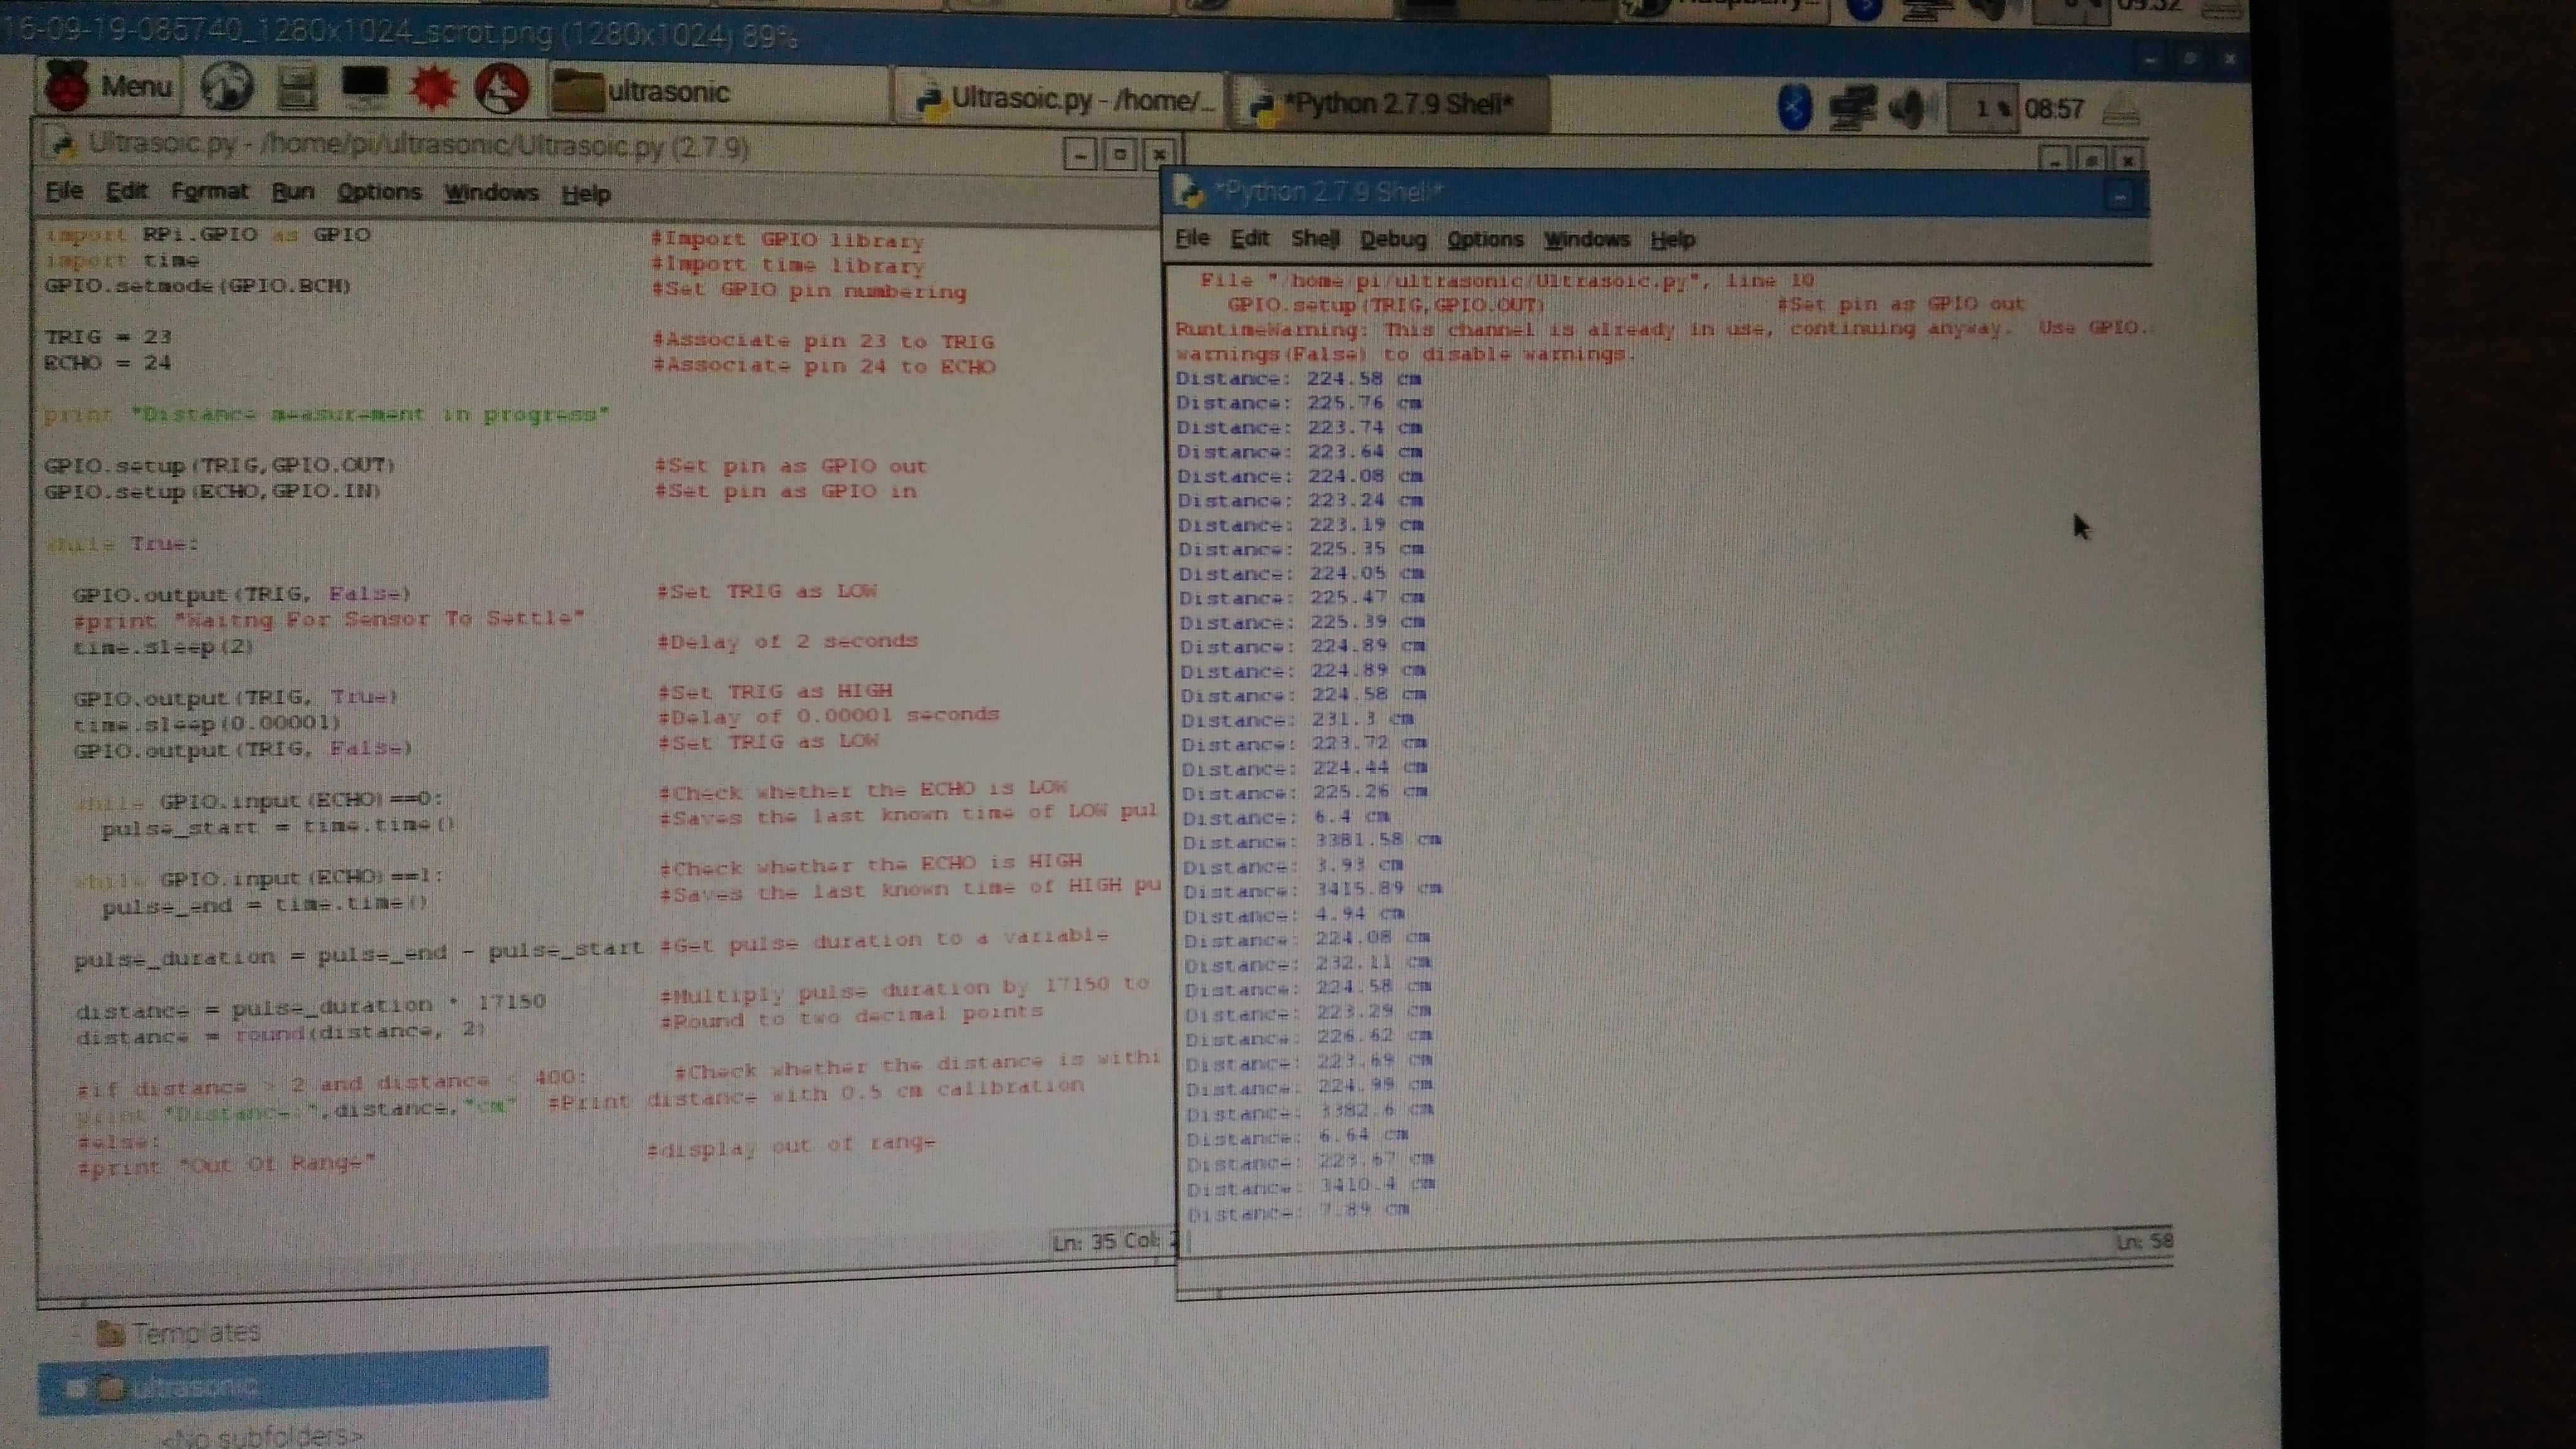 16-09-19-085740_1280x1024_scrot.png (1280x1024) 89%
Menu
ultrasonic
Ultrasoic.py - /home/...
*Python 2.7.9 Shell*
1 %
08:57
Ultrasoic.py - /home/pi/ultrasonic/Ultrasoic.py (2.7.9)
File Edit Format Run Options Windows Help
import RPi.GPIO as GPIO #Import GPIO library
import time #Import time library
GPIO.setmode(GPIO.BCM) #Set GPIO pin numbering
TRIG = 23 #Associate pin 23 to TRIG
ECHO = 24 #Associate pin 24 to ECHO
print "Distance measurement in progress"
GPIO.setup(TRIG,GPIO.OUT) #Set pin as GPIO out
GPIO.setup(ECHO,GPIO.IN) #Set pin as GPIO in
while True:
GPIO.output(TRIG, False) #Set TRIG as LOW
#print "Waitng For Sensor To Settle"
time.sleep(2) #Delay of 2 seconds
GPIO.output(TRIG, True) #Set TRIG as HIGH
time.sleep(0.00001) #Delay of 0.00001 seconds
GPIO.output(TRIG, False) #Set TRIG as LOW
while GPIO.input(ECHO)==0: #Check whether the ECHO is LOW
pulse_start = time.time() #Saves the last known time of LOW pul
while GPIO.input(ECHO)==1: #Check whether the ECHO is HIGH
pulse_end = time.time() #Saves the last known time of HIGH pu
pulse_duration = pulse_end - pulse_start #Get pulse duration to a variable
distance = pulse_duration * 17150 #Multiply pulse duration by 17150 to
distance = round(distance, 2) #Round to two decimal points
#if distance > 2 and distance < 400: #Check whether the distance is withi
print "Distance:",distance,"cm" #Print distance with 0.5 cm calibration
#else:
#print "Out Of Range" #display out of range
Ln: 35 Col:
Templates
ultrasonic
<No subfolders>
*Python 2.7.9 Shell*
File Edit Shell Debug Options Windows Help
File "/home/pi/ultrasonic/Ultrasoic.py", line 10
GPIO.setup(TRIG,GPIO.OUT) #Set pin as GPIO out
RuntimeWarning: This channel is already in use, continuing anyway. Use GPIO.
warnings(False) to disable warnings.
Distance: 224.58 cm
Distance: 225.76 cm
Distance: 223.74 cm
Distance: 223.64 cm
Distance: 224.08 cm
Distance: 223.24 cm
Distance: 223.19 cm
Distance: 225.35 cm
Distance: 224.05 cm
Distance: 225.47 cm
Distance: 225.39 cm
Distance: 224.89 cm
Distance: 224.89 cm
Distance: 224.58 cm
Distance: 231.3 cm
Distance: 223.72 cm
Distance: 224.44 cm
Distance: 225.26 cm
Distance: 6.4 cm
Distance: 3381.58 cm
Distance: 3.93 cm
Distance: 3415.89 cm
Distance: 4.94 cm
Distance: 224.08 cm
Distance: 232.11 cm
Distance: 224.58 cm
Distance: 223.29 cm
Distance: 226.62 cm
Distance: 223.69 cm
Distance: 224.99 cm
Distance: 3382.6 cm
Distance: 6.64 cm
Distance: 223.67 cm
Distance: 3410.4 cm
Distance: 7.89 cm
Ln: 58